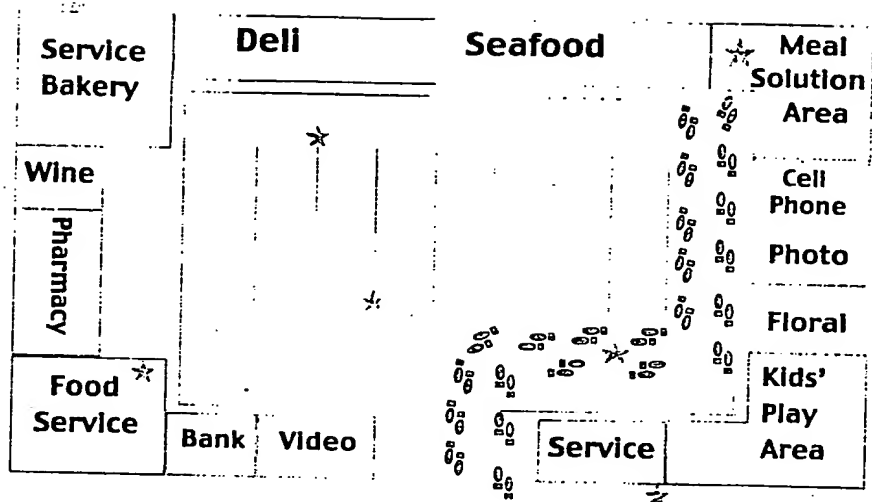 Service
Bakery
Deli
Seafood
Meal
Solution
Area
Wine
Cell
Phone
Pharmacy
Photo
Floral
Food
Service
Bank
Video
Service
Kids'
Play
Area